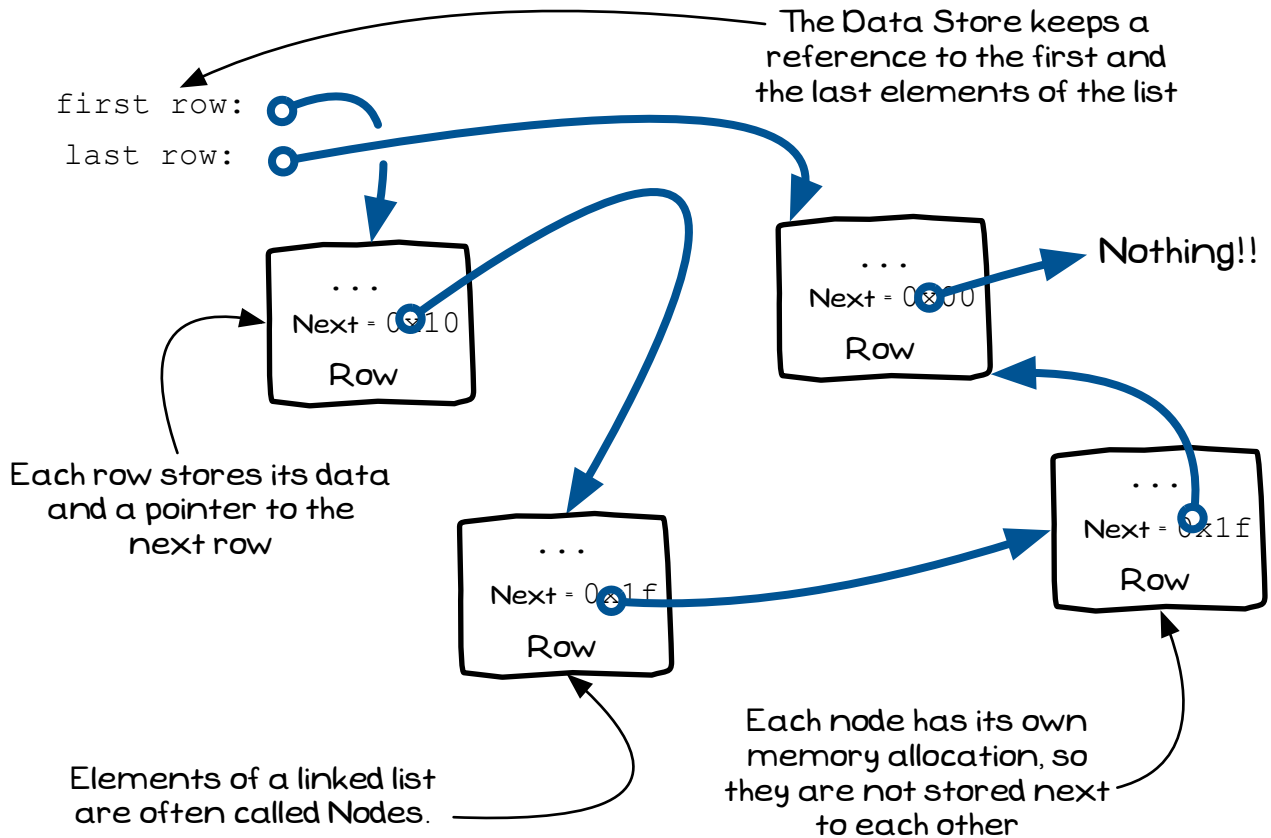 The Data Store keeps a
reference to the first and
the last elements of the list
first row:
last row:
...
Next = 0x10
Row
...
Next = 0x00
Row
Nothing!!
Each row stores its data
and a pointer to the
next row
...
Next = 0x1f
Row
...
Next = 0x1f
Row
Elements of a linked list
are often called Nodes.
Each node has its own
memory allocation, so
they are not stored next
to each other